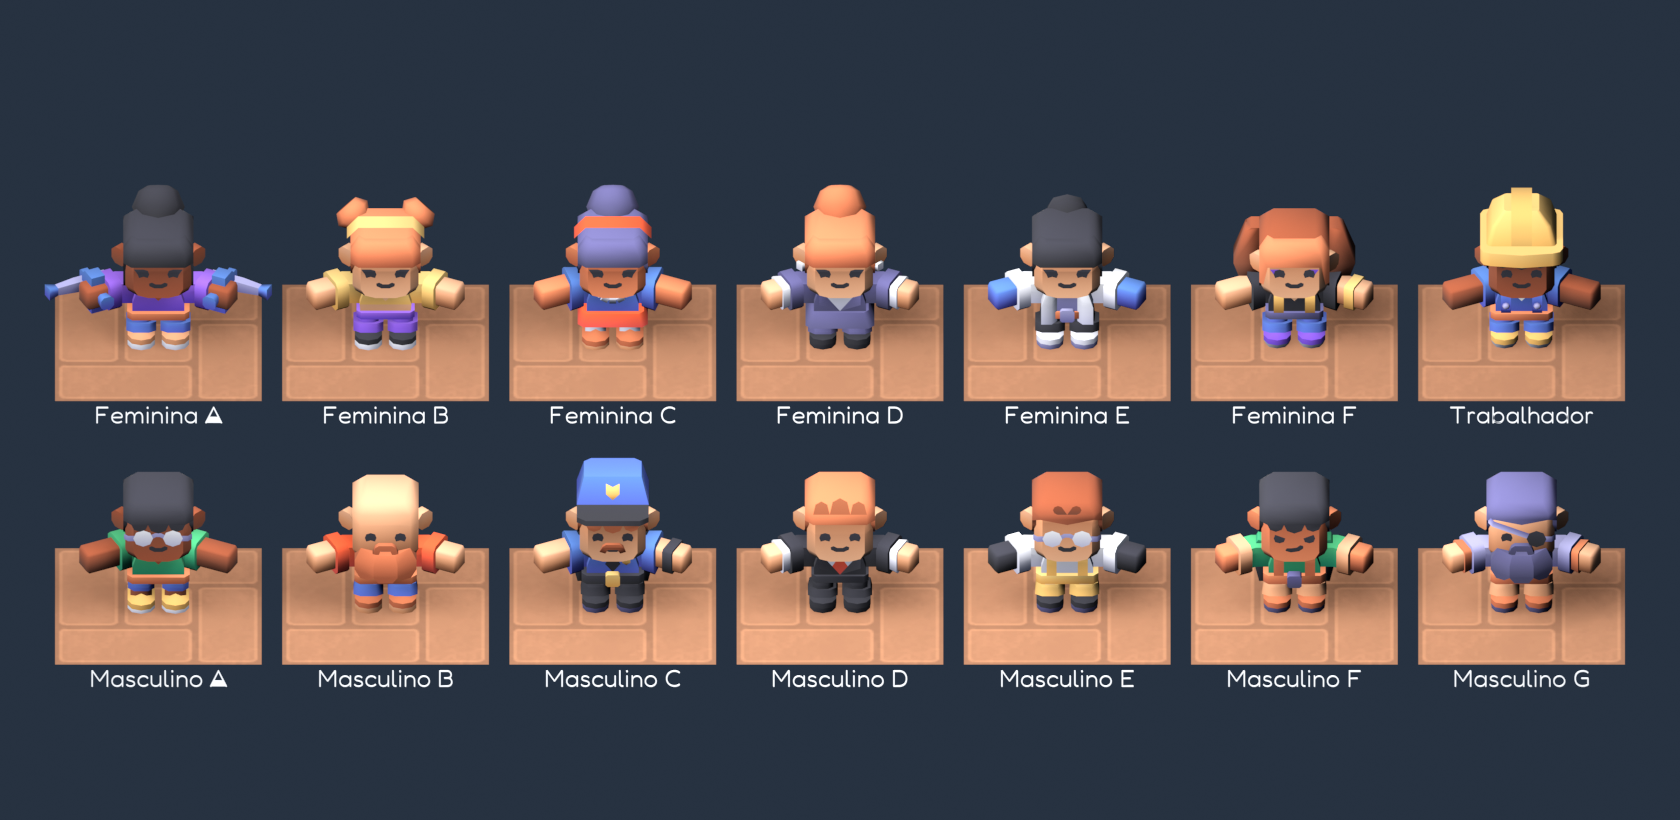 Feminina A
Feminina B
Feminina C
Feminina D
Feminina E
Feminina F
Trabalhador
Masculino A
Masculino B
Masculino C
Masculino D
Masculino E
Masculino F
Masculino G